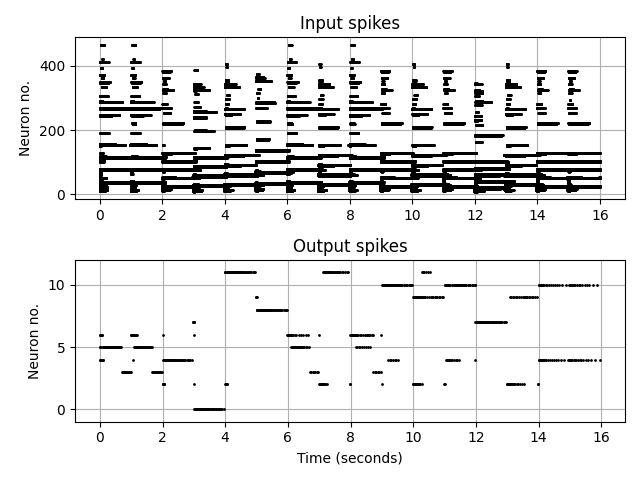 Input spikes
Neuron no.
400
200
0
0 2 4 6 8 10 12 14 16
Output spikes
Neuron no.
10
5
0
0 2 4 6 8 10 12 14 16
Time (seconds)